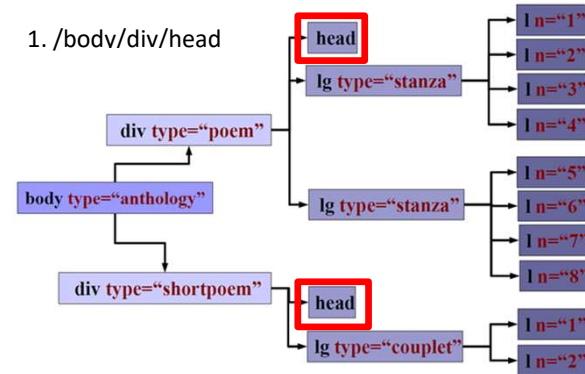 1. /body/div/head
head
lg type=“stanza”
l n=“1”
l n=“2”
l n=“3”
l n=“4”
div type=“poem”
body type=“anthology”
lg type=“stanza”
l n=“5”
l n=“6”
l n=“7”
l n=“8”
div type=“shortpoem”
head
lg type=“couplet”
l n=“1”
l n=“2”